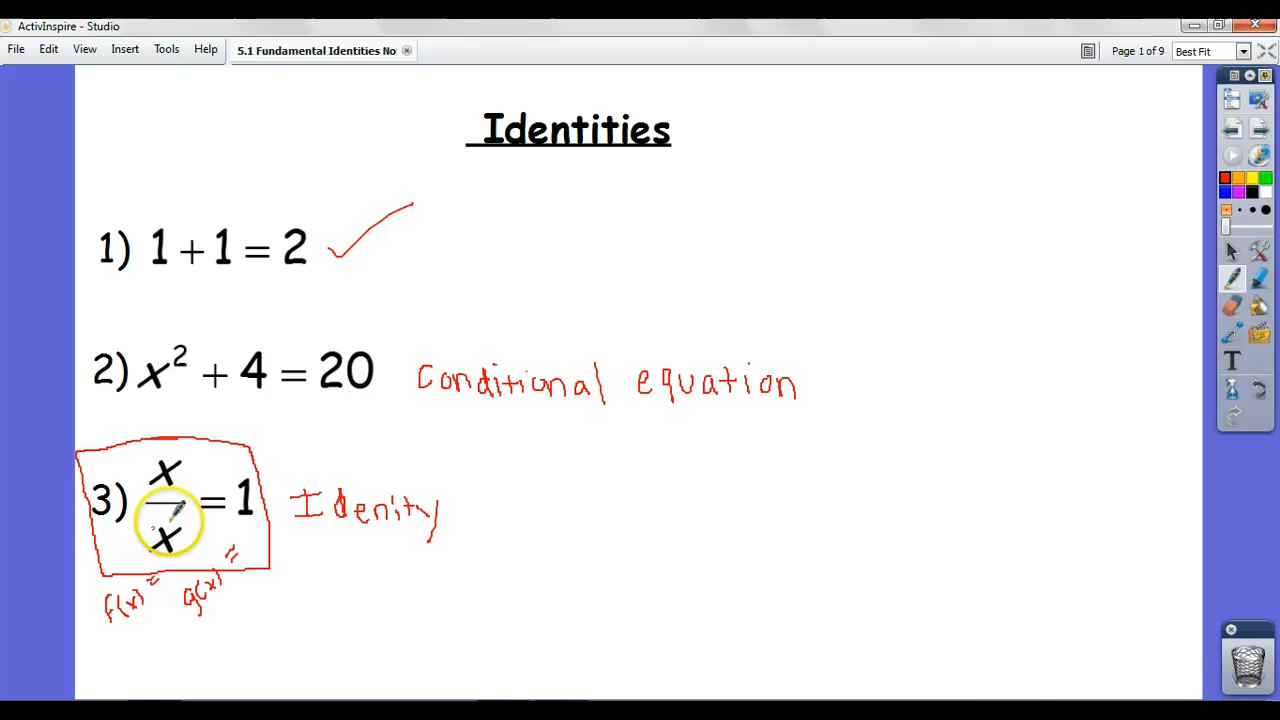 ActivInspire - Studio
File Edit View Insert Tools Help 5.1 Fundamental Identities No Page 1 of 9 Best Fit
Identities
1) 1 + 1 = 2
2) x² + 4 = 20 Conditional equation
3) x/x = 1 Idenity
f(x) = g(x) =
T